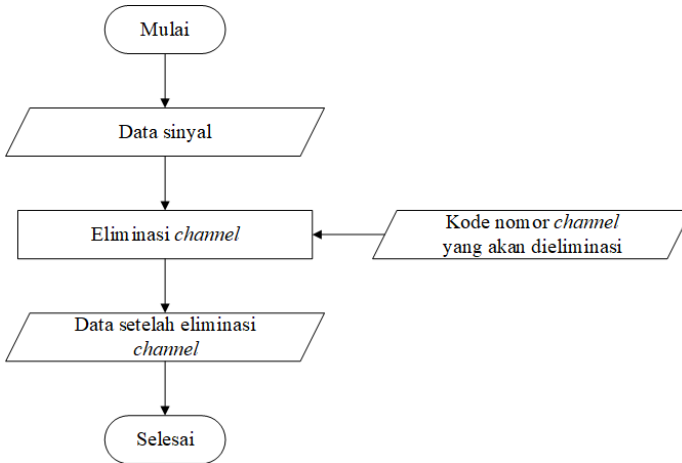 Mulai
Data sinyal
Eliminasi channel
Kode nomor channel
yang akan dieliminasi
Data setelah eliminasi
channel
Selesai